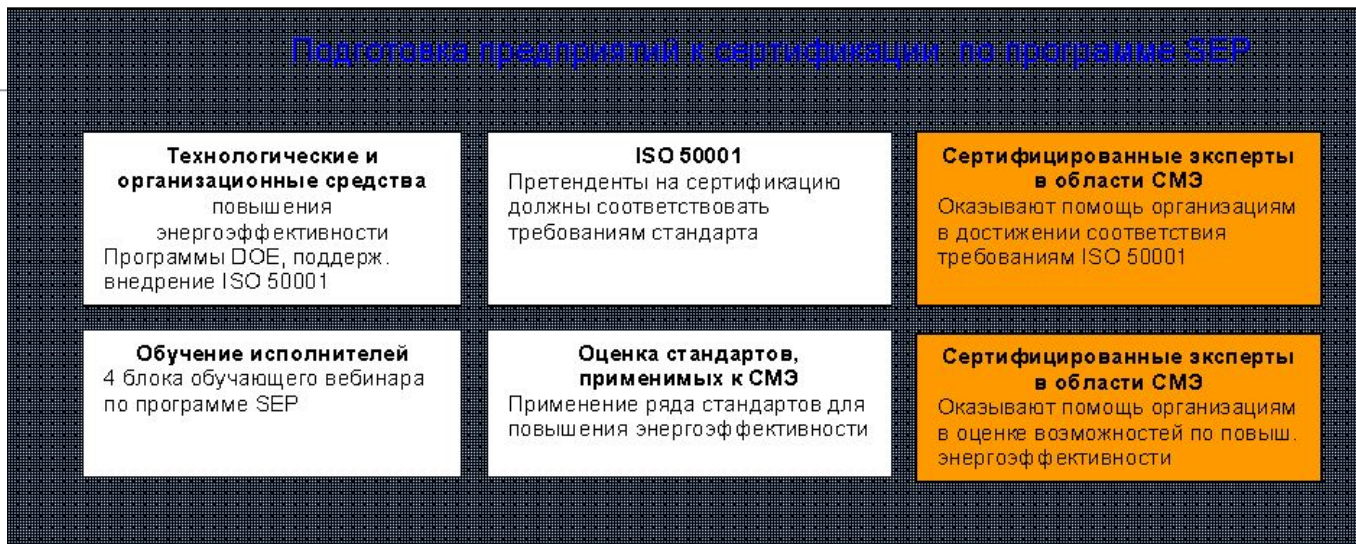 Подготовка предприятий к сертификации по программе SEP
Технологические и
организационные средства
повышения
энергоэффективности
Программы DOE, поддерж.
внедрение ISO 50001
ISO 50001
Претенденты на сертификацию
должны соответствовать
требованиям стандарта
Сертифицированные эксперты
в области СМЭ
Оказывают помощь организациям
в достижении соответствия
требованиям ISO 50001
Обучение исполнителей
4 блока обучающего вебинара
по программе SEP
Оценка стандартов,
применимых к СМЭ
Применение ряда стандартов для
повышения энергоэффективности
Сертифицированные эксперты
в области СМЭ
Оказывают помощь организациям
в оценке возможностей по повыш.
энергоэффективности